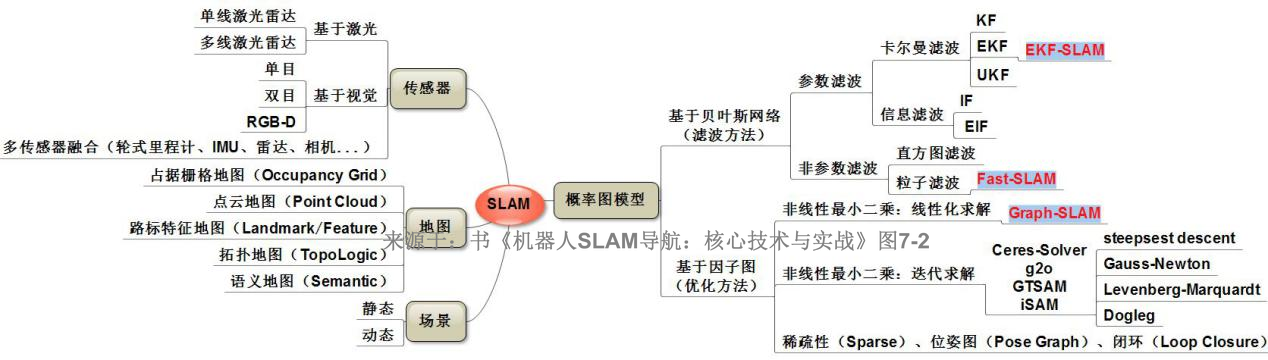 单线激光雷达
多线激光雷达
基于激光
单目
双目
RGB-D
基于视觉
多传感器融合（轮式里程计、IMU、雷达、相机...）
传感器
占据栅格地图（Occupancy Grid）
点云地图（Point Cloud）
路标特征地图（Landmark/Feature）
拓扑地图（TopoLogic）
语义地图（Semantic）
地图
静态
动态
场景
SLAM
概率图模型
基于贝叶斯网络
（滤波方法）
参数滤波
卡尔曼滤波
KF
EKF
EKF-SLAM
UKF
信息滤波
IF
EIF
非参数滤波
直方图滤波
粒子滤波
Fast-SLAM
基于因子图
（优化方法）
非线性最小二乘：线性化求解
Graph-SLAM
非线性最小二乘：迭代求解
Ceres-Solver
g2o
GTSAM
iSAM
steepsest descent
Gauss-Newton
Levenberg-Marquardt
Dogleg
稀疏性（Sparse）、位姿图（Pose Graph）、闭环（Loop Closure）
来源于：书《机器人SLAM导航：核心技术与实战》图7-2